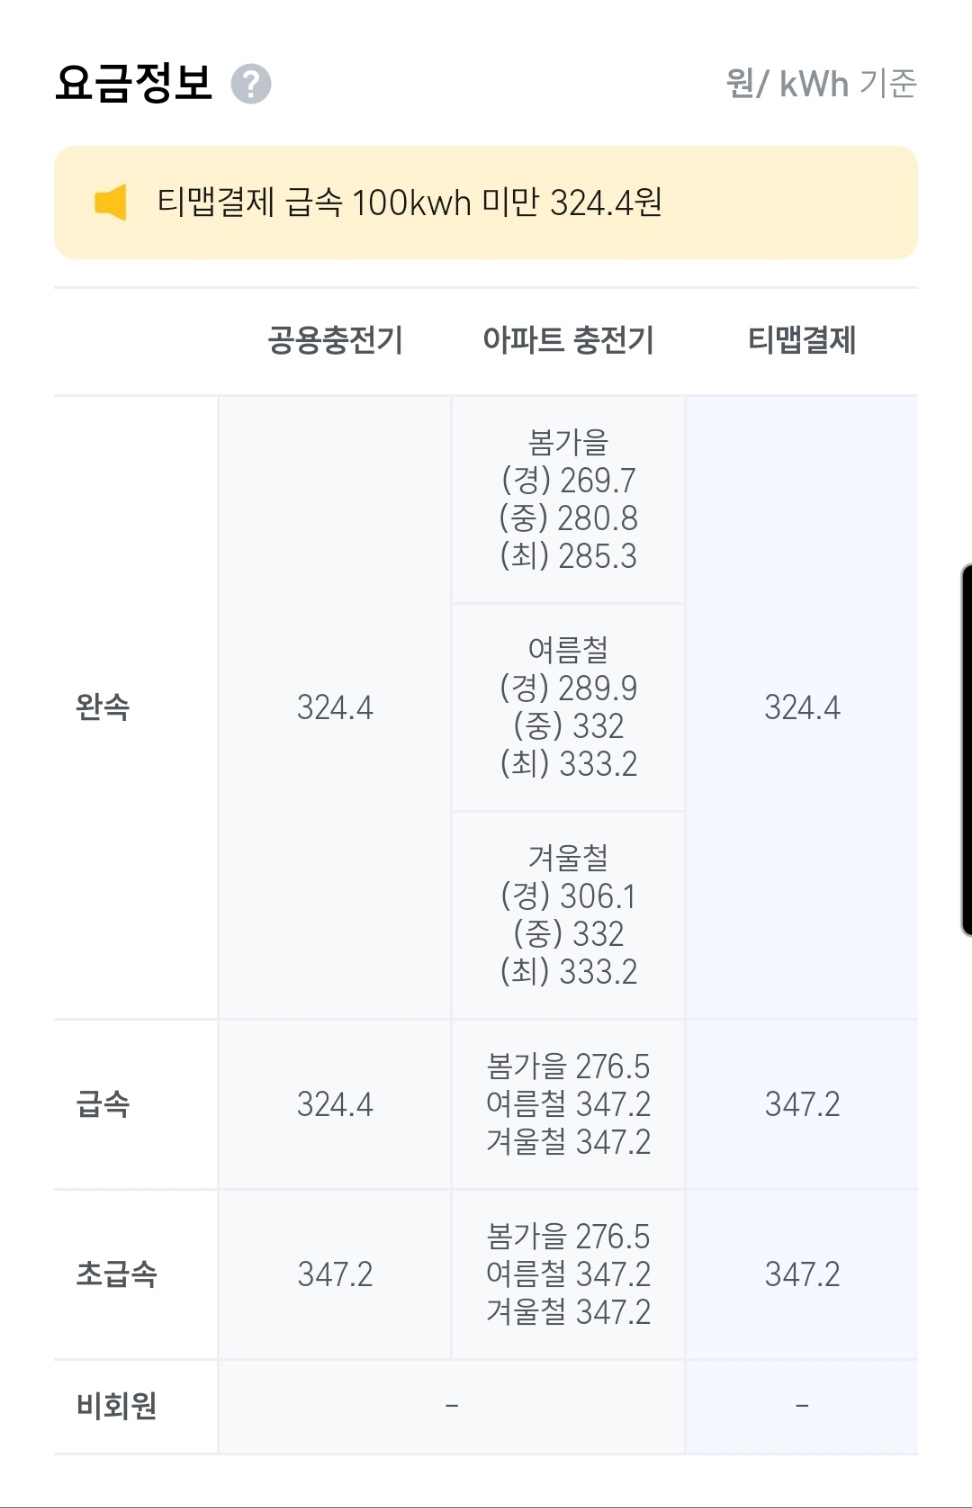 요금정보 ?
원/ kWh 기준
티맵결제 급속 100kwh 미만 324.4원
공용충전기 아파트 충전기 티맵결제
완속
324.4
봄가을
(경) 269.7
(중) 280.8
(최) 285.3
여름철
(경) 289.9
(중) 332
(최) 333.2
겨울철
(경) 306.1
(중) 332
(최) 333.2
324.4
급속
324.4
봄가을 276.5
여름철 347.2
겨울철 347.2
347.2
초급속
347.2
봄가을 276.5
여름철 347.2
겨울철 347.2
347.2
비회원 - -